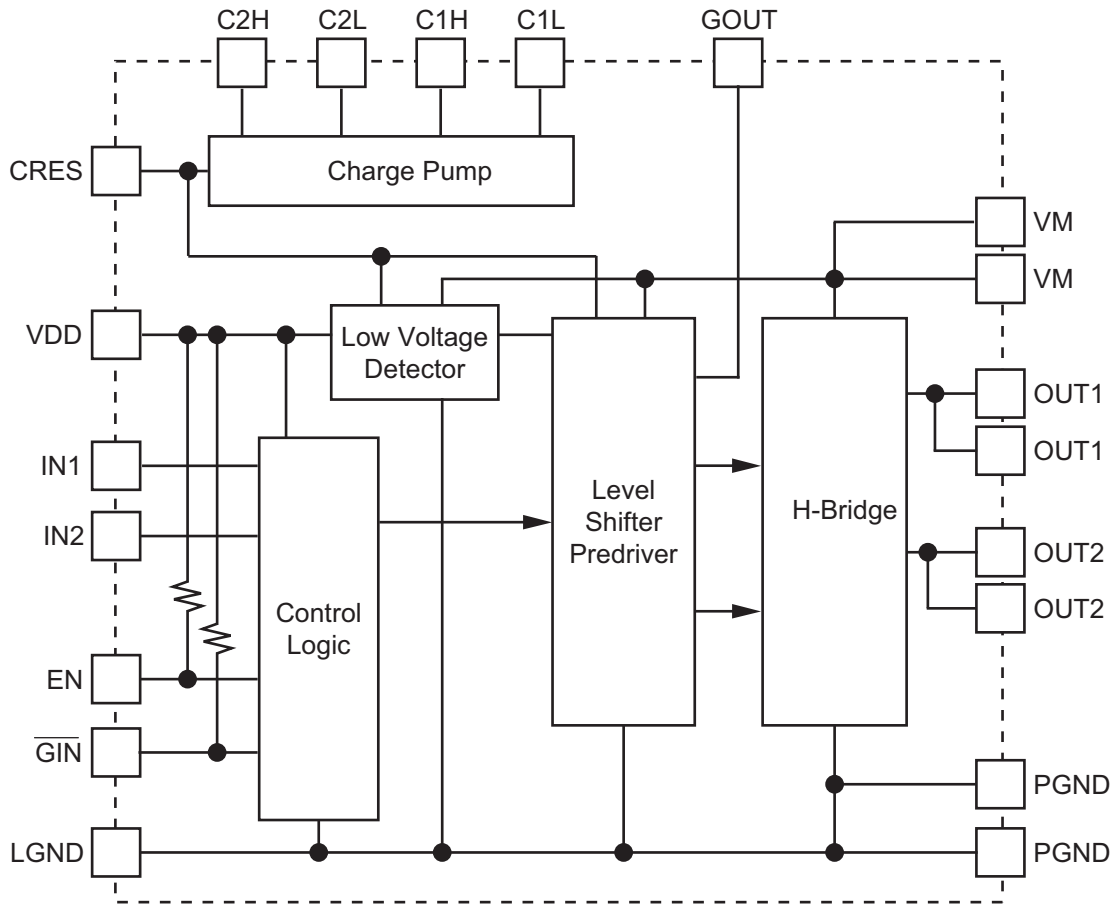 C2H C2L C1H C1L GOUT
CRES
Charge Pump
VM
VM
VDD
Low Voltage
Detector
OUT1
OUT1
IN1
IN2
Level
Shifter
Predriver
H-Bridge
OUT2
OUT2
Control
Logic
EN
G̅I̅N̅
PGND
LGND
PGND